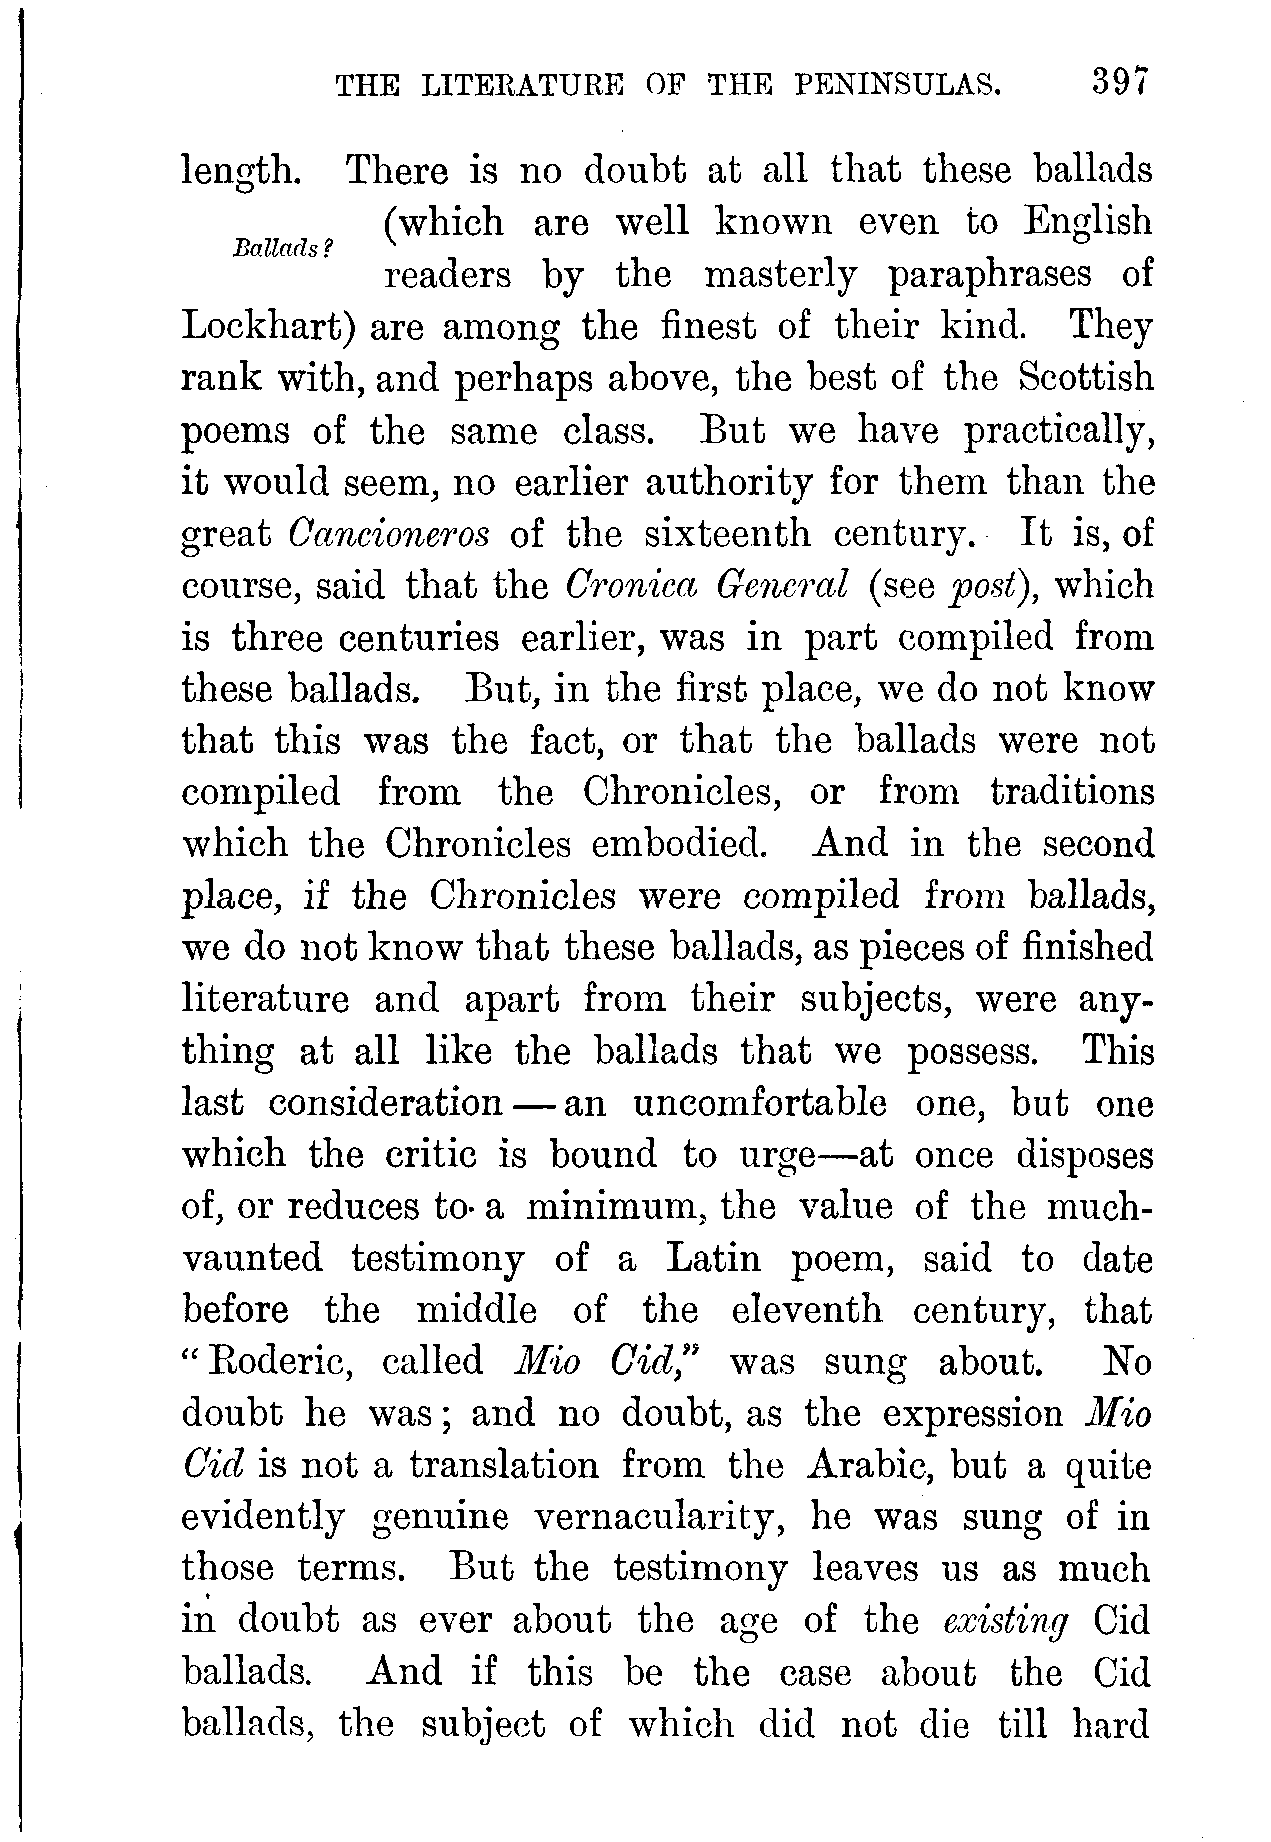 THE LITERATURE OF THE PENINSULAS. 397
length. There is no doubt at all that these ballads
(which are well known even to English
Ballads?
readers by the masterly paraphrases of
Lockhart) are among the finest of their kind. They
rank with, and perhaps above, the best of the Scottish
poems of the same class. But we have practically,
it would seem, no earlier authority for them than the
great Cancioneros of the sixteenth century. It is, of
course, said that the Cronica General (see post), which
is three centuries earlier, was in part compiled from
these ballads. But, in the first place, we do not know
that this was the fact, or that the ballads were not
compiled from the Chronicles, or from traditions
which the Chronicles embodied. And in the second
place, if the Chronicles were compiled from ballads,
we do not know that these ballads, as pieces of finished
literature and apart from their subjects, were any-
thing at all like the ballads that we possess. This
last consideration — an uncomfortable one, but one
which the critic is bound to urge—at once disposes
of, or reduces to a minimum, the value of the much-
vaunted testimony of a Latin poem, said to date
before the middle of the eleventh century, that
“Roderic, called Mio Cid,” was sung about. No
doubt he was; and no doubt, as the expression Mio
Cid is not a translation from the Arabic, but a quite
evidently genuine vernacularity, he was sung of in
those terms. But the testimony leaves us as much
in doubt as ever about the age of the existing Cid
ballads. And if this be the case about the Cid
ballads, the subject of which did not die till hard